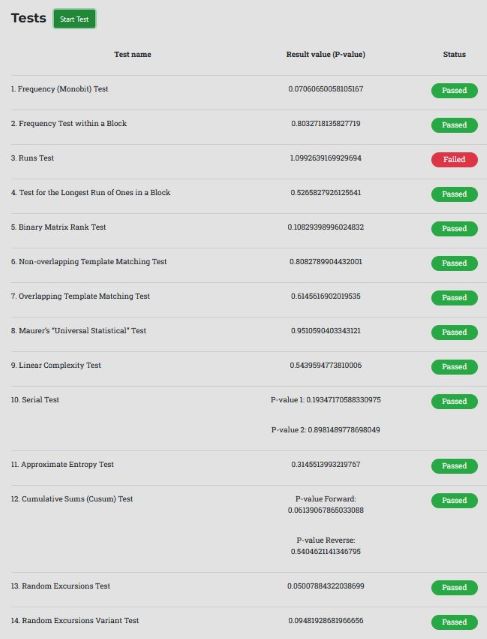 Tests Start Test
Test name Result value (P-value) Status
1. Frequency (Monobit) Test 0.07060650058105167 Passed
2. Frequency Test within a Block 0.8032718135827719 Passed
3. Runs Test 1.0992639169929694 Failed
4. Test for the Longest Run of Ones in a Block 0.5265827926125641 Passed
5. Binary Matrix Rank Test 0.10829398996024832 Passed
6. Non-overlapping Template Matching Test 0.8082789904432001 Passed
7. Overlapping Template Matching Test 0.6145616902019535 Passed
8. Maurer's "Universal Statistical" Test 0.9510590403343121 Passed
9. Linear Complexity Test 0.5439594773810006 Passed
10. Serial Test P-value 1: 0.19347170588330975 Passed
P-value 2: 0.8981489778698049
11. Approximate Entropy Test 0.3145513993219767 Passed
12. Cumulative Sums (Cusum) Test P-value Forward: Passed
0.06139067865033088
P-value Reverse:
0.5404621141346795
13. Random Excursions Test 0.05007884322038699 Passed
14. Random Excursions Variant Test 0.09481928681966656 Passed